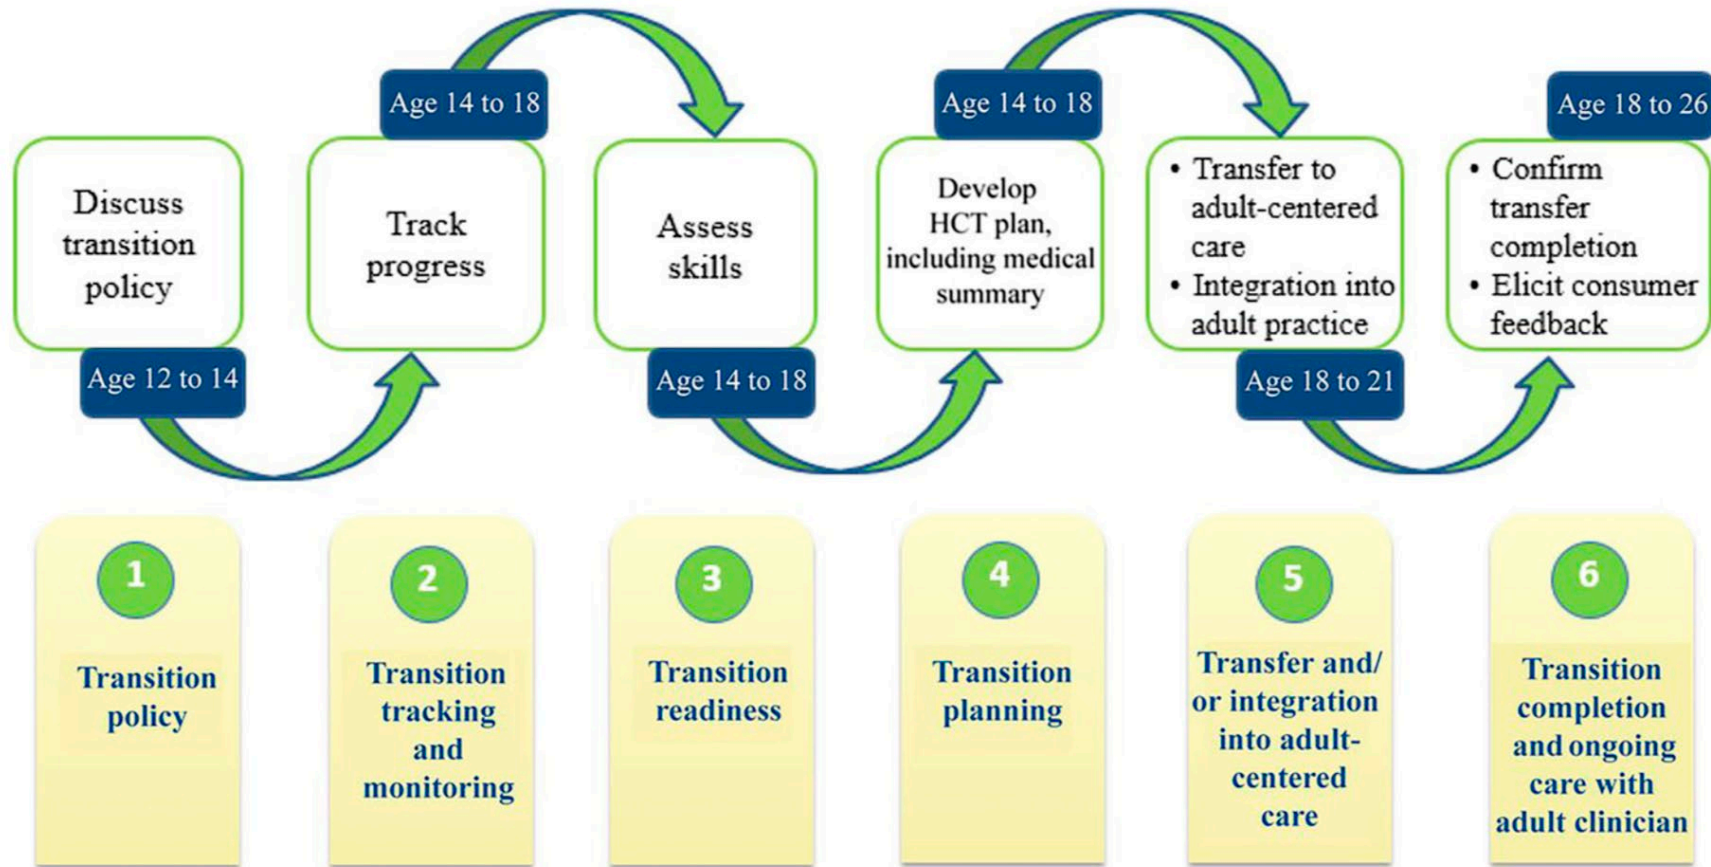 Age 14 to 18
Age 14 to 18
Age 18 to 26
Discuss
transition
policy
Track
progress
Assess
skills
Develop
HCT plan,
including medical
summary
• Transfer to
adult-centered
care
• Integration into
adult practice
• Confirm
transfer
completion
• Elicit consumer
feedback
Age 12 to 14
Age 14 to 18
Age 18 to 21
1
Transition
policy
2
Transition
tracking
and
monitoring
3
Transition
readiness
4
Transition
planning
5
Transfer and/
or integration
into adult-
centered
care
6
Transition
completion
and ongoing
care with
adult clinician